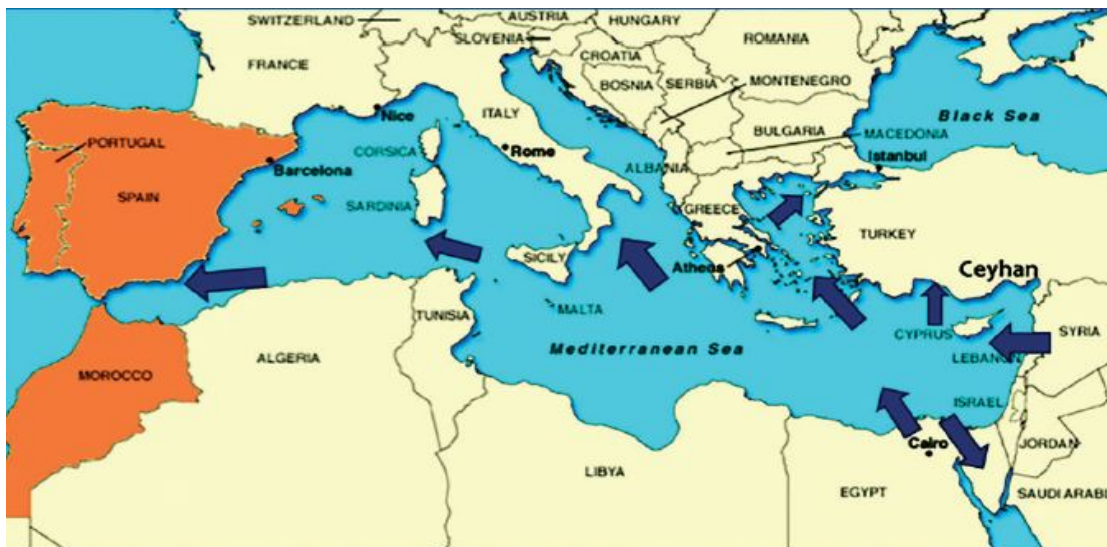 SWITZERLAND
AUSTRIA
HUNGARY
SLOVENIA
ROMANIA
CROATIA
FRANCIE
BOSNIA
SERBIA
MONTENEGRO
ITALY
Nice
Black Sea
BULGARIA
MACEDONIA
PORTUGAL
CORSICA
Rome
Istanbul
ALBANIA
Barcelona
SPAIN
SARDINIA
GREECE
TURKEY
SICILY
Athens
Ceyhan
MALTA
TUNISIA
CYPRUS
SYRIA
Mediterranean Sea
LEBANON
ALGERIA
MOROCCO
ISRAEL
Cairo
JORDAN
LIBYA
EGYPT
SAUDI ARABI